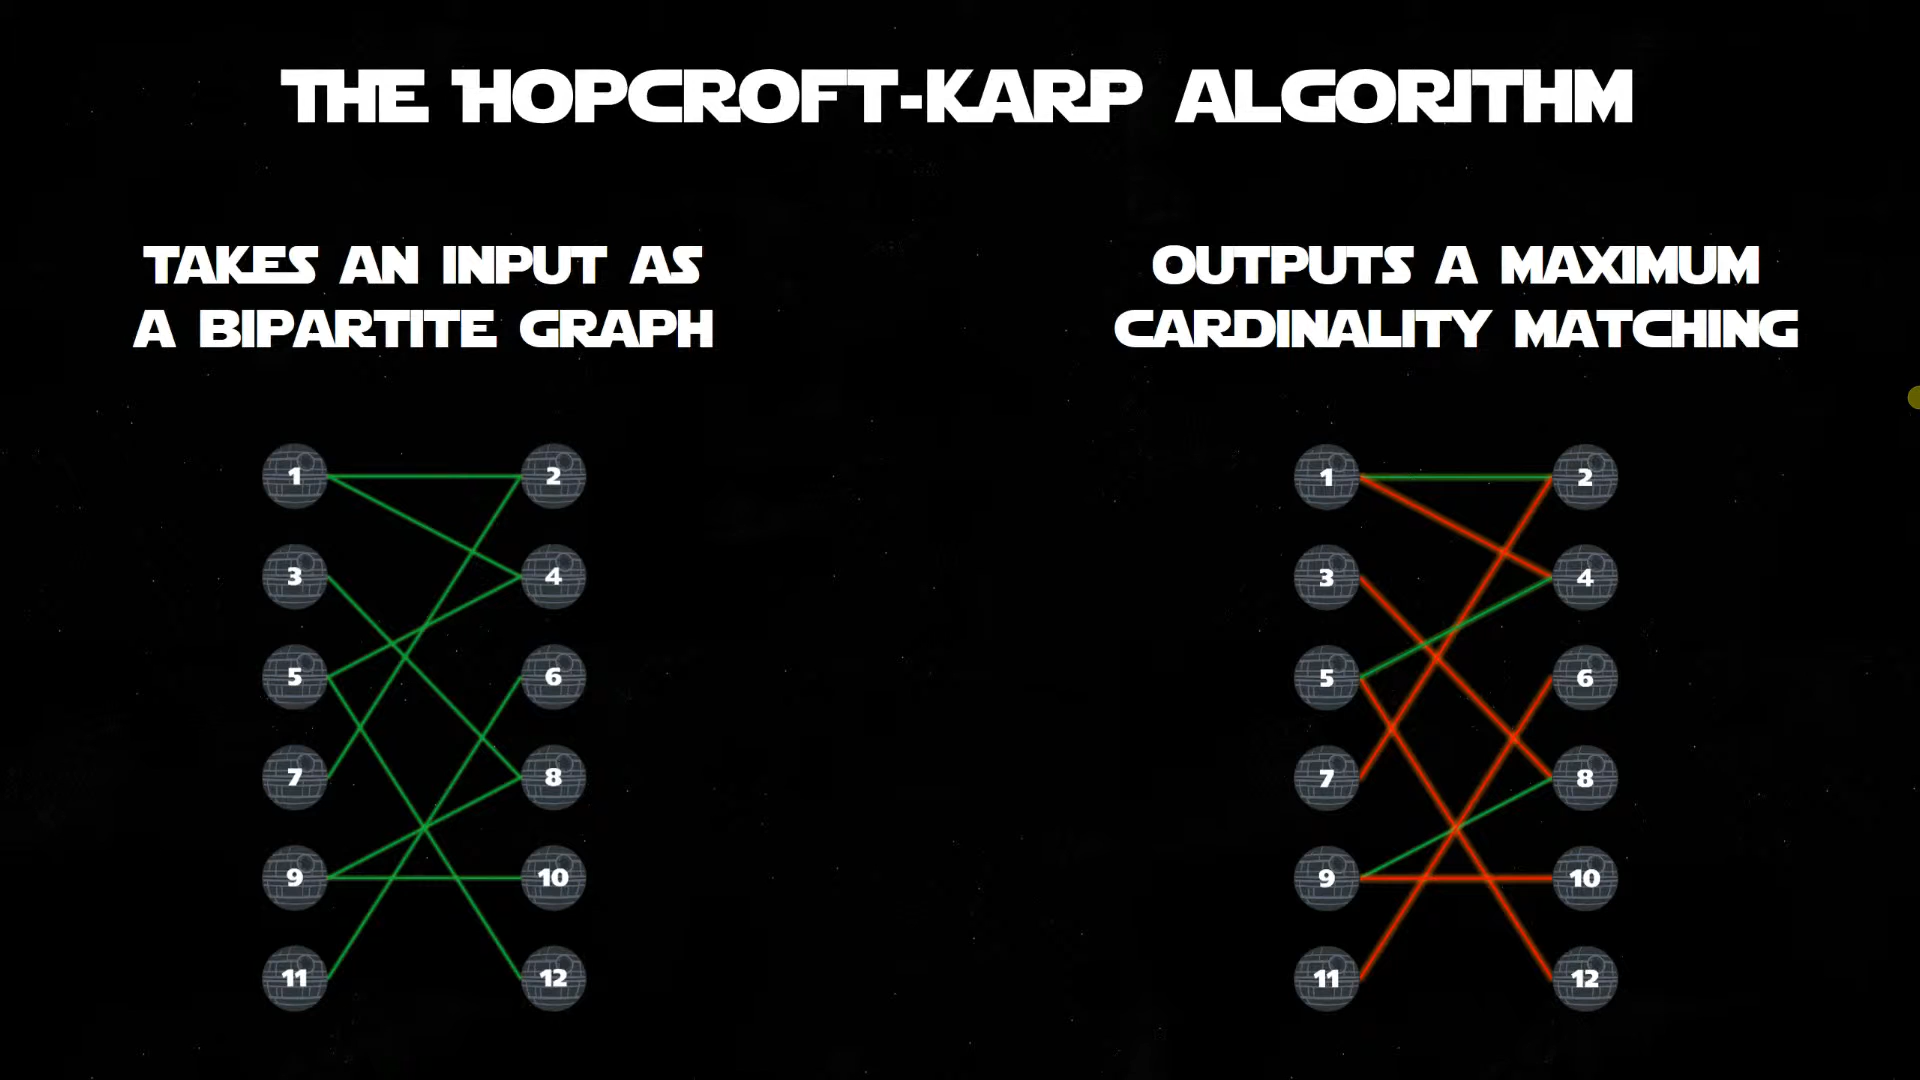 THE HOPCROFT-KARP ALGORITHM
TAKES AN INPUT AS
A BIPARTITE GRAPH
1 2
3 4
5 6
7 8
9 10
11 12
OUTPUTS A MAXIMUM
CARDINALITY MATCHING
1 2
3 4
5 6
7 8
9 10
11 12